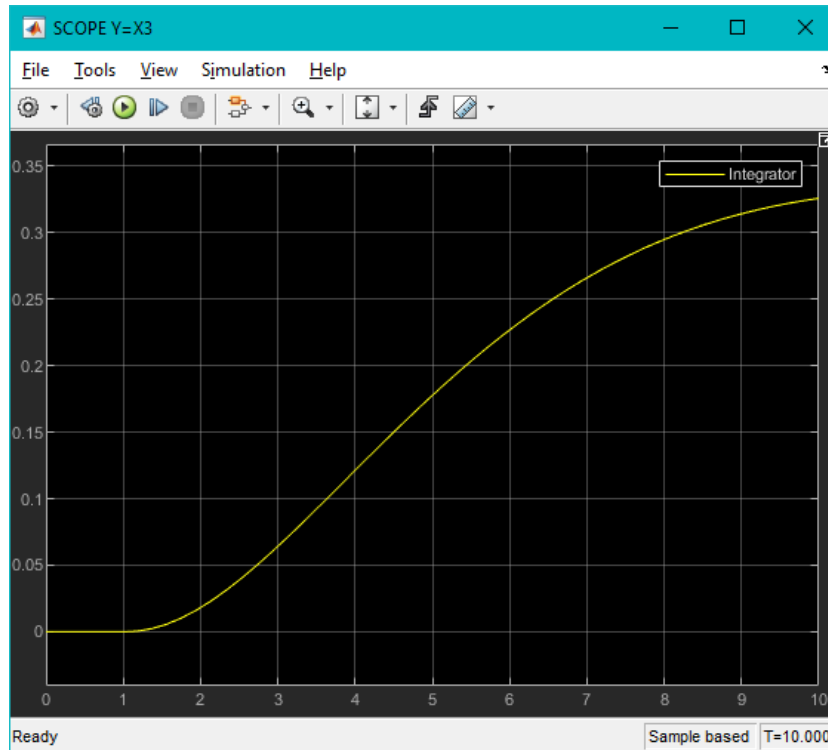 SCOPE Y=X3
File Tools View Simulation Help
0.35
Integrator
0.3
0.25
0.2
0.15
0.1
0.05
0
0 1 2 3 4 5 6 7 8 9 10
Ready Sample based T=10.000